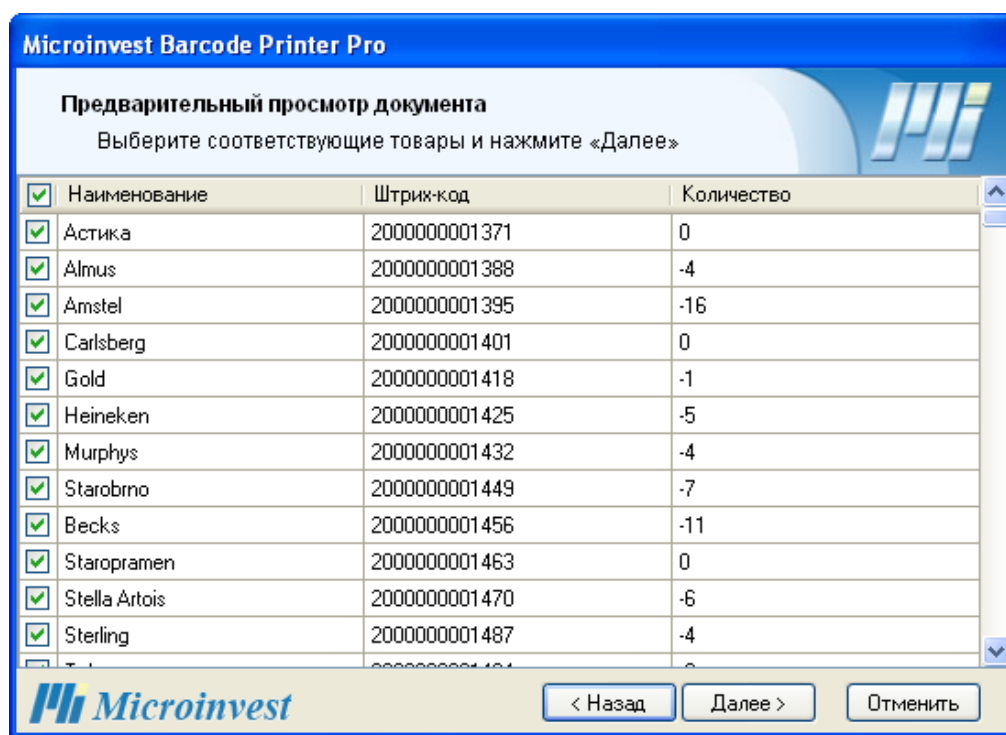 Microinvest Barcode Printer Pro
Предварительный просмотр документа
Выберите соответствующие товары и нажмите «Далее»
Наименование Штрих-код Количество
Астика 2000000001371 0
Almus 2000000001388 -4
Amstel 2000000001395 -16
Carlsberg 2000000001401 0
Gold 2000000001418 -1
Heineken 2000000001425 -5
Murphys 2000000001432 -4
Starobrno 2000000001449 -7
Becks 2000000001456 -11
Staropramen 2000000001463 0
Stella Artois 2000000001470 -6
Sterling 2000000001487 -4
Microinvest < Назад Далее > Отменить